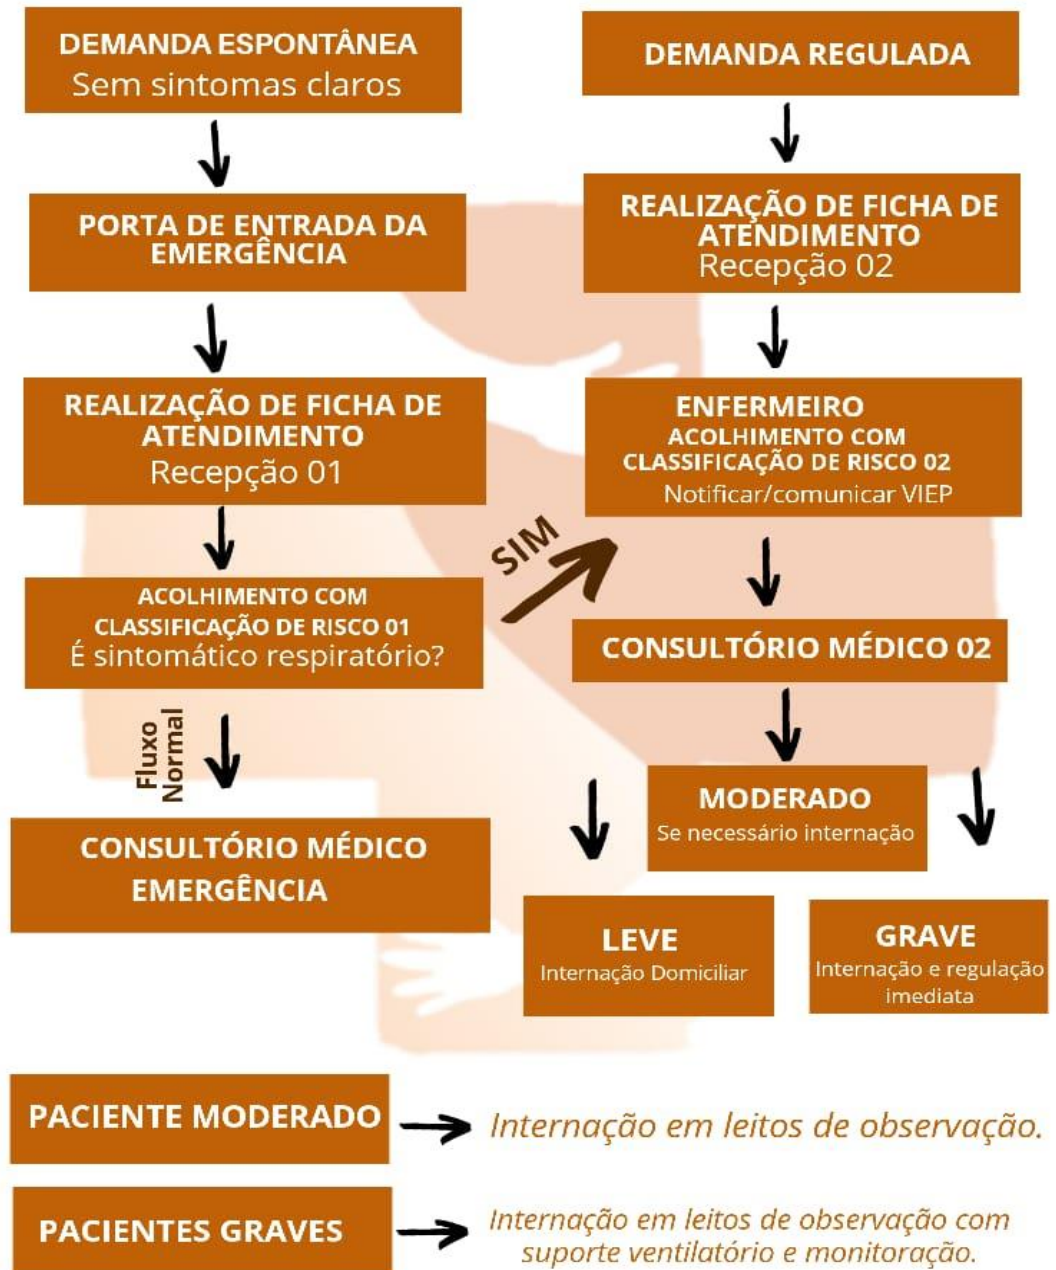 DEMANDA ESPONTÂNEA
Sem sintomas claros
PORTA DE ENTRADA DA
EMERGÊNCIA
REALIZAÇÃO DE FICHA DE
ATENDIMENTO
Recepção 01
ACOLHIMENTO COM
CLASSIFICAÇÃO DE RISCO 01
É sintomático respiratório?
SIM
Fluxo
Normal
CONSULTÓRIO MÉDICO
EMERGÊNCIA
DEMANDA REGULADA
REALIZAÇÃO DE FICHA DE
ATENDIMENTO
Recepção 02
ENFERMEIRO
ACOLHIMENTO COM
CLASSIFICAÇÃO DE RISCO 02
Notificar/comunicar VIEP
CONSULTÓRIO MÉDICO 02
MODERADO
Se necessário internação
LEVE
Internação Domiciliar
GRAVE
Internação e regulação
imediata
PACIENTE MODERADO
Internação em leitos de observação.
PACIENTES GRAVES
Internação em leitos de observação com
suporte ventilatório e monitoração.